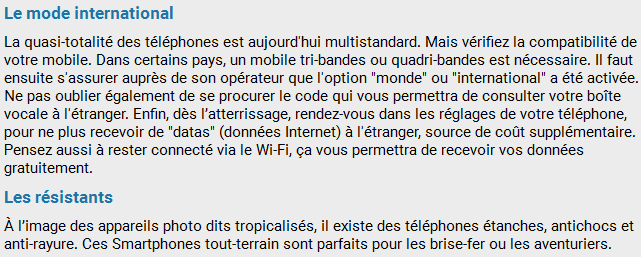 Le mode international
La quasi-totalité des téléphones est aujourd'hui multistandard. Mais vérifiez la compatibilité de
votre mobile. Dans certains pays, un mobile tri-bandes ou quadri-bandes est nécessaire. Il faut
ensuite s'assurer auprès de son opérateur que l'option "monde" ou "international" a été activée.
Ne pas oublier également de se procurer le code qui vous permettra de consulter votre boîte
vocale à l'étranger. Enfin, dès l’atterrissage, rendez-vous dans les réglages de votre téléphone,
pour ne plus recevoir de "datas" (données Internet) à l'étranger, source de coût supplémentaire.
Pensez aussi à rester connecté via le Wi-Fi, ça vous permettra de recevoir vos données
gratuitement.
Les résistants
À l’image des appareils photo dits tropicalisés, il existe des téléphones étanches, antichocs et
anti-rayure. Ces Smartphones tout-terrain sont parfaits pour les brise-fer ou les aventuriers.